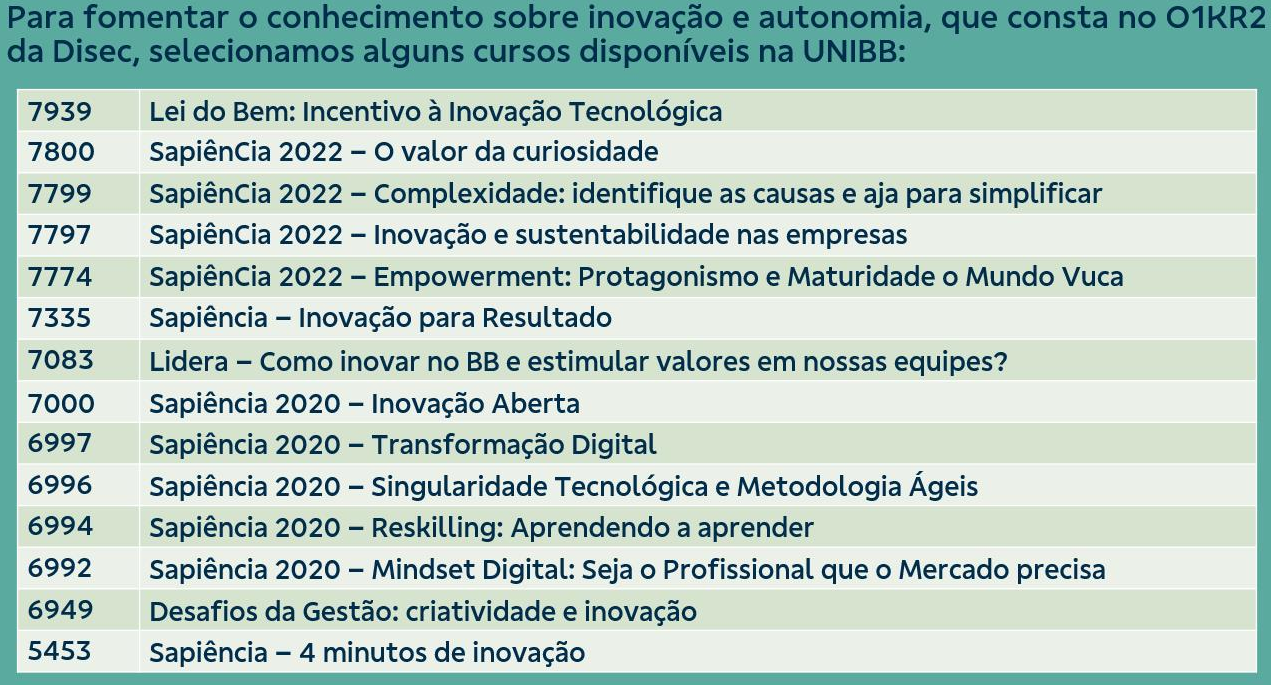 Para fomentar o conhecimento sobre inovação e autonomia, que consta no O1KR2
da Disec, selecionamos alguns cursos disponíveis na UNIBB:
7939 Lei do Bem: Incentivo à Inovação Tecnológica
7800 SapiênCia 2022 – O valor da curiosidade
7799 SapiênCia 2022 – Complexidade: identifique as causas e aja para simplificar
7797 SapiênCia 2022 – Inovação e sustentabilidade nas empresas
7774 SapiênCia 2022 – Empowerment: Protagonismo e Maturidade o Mundo Vuca
7335 Sapiência – Inovação para Resultado
7083 Lidera – Como inovar no BB e estimular valores em nossas equipes?
7000 Sapiência 2020 – Inovação Aberta
6997 Sapiência 2020 – Transformação Digital
6996 Sapiência 2020 – Singularidade Tecnológica e Metodologia Ágeis
6994 Sapiência 2020 – Reskilling: Aprendendo a aprender
6992 Sapiência 2020 – Mindset Digital: Seja o Profissional que o Mercado precisa
6949 Desafios da Gestão: criatividade e inovação
5453 Sapiência – 4 minutos de inovação